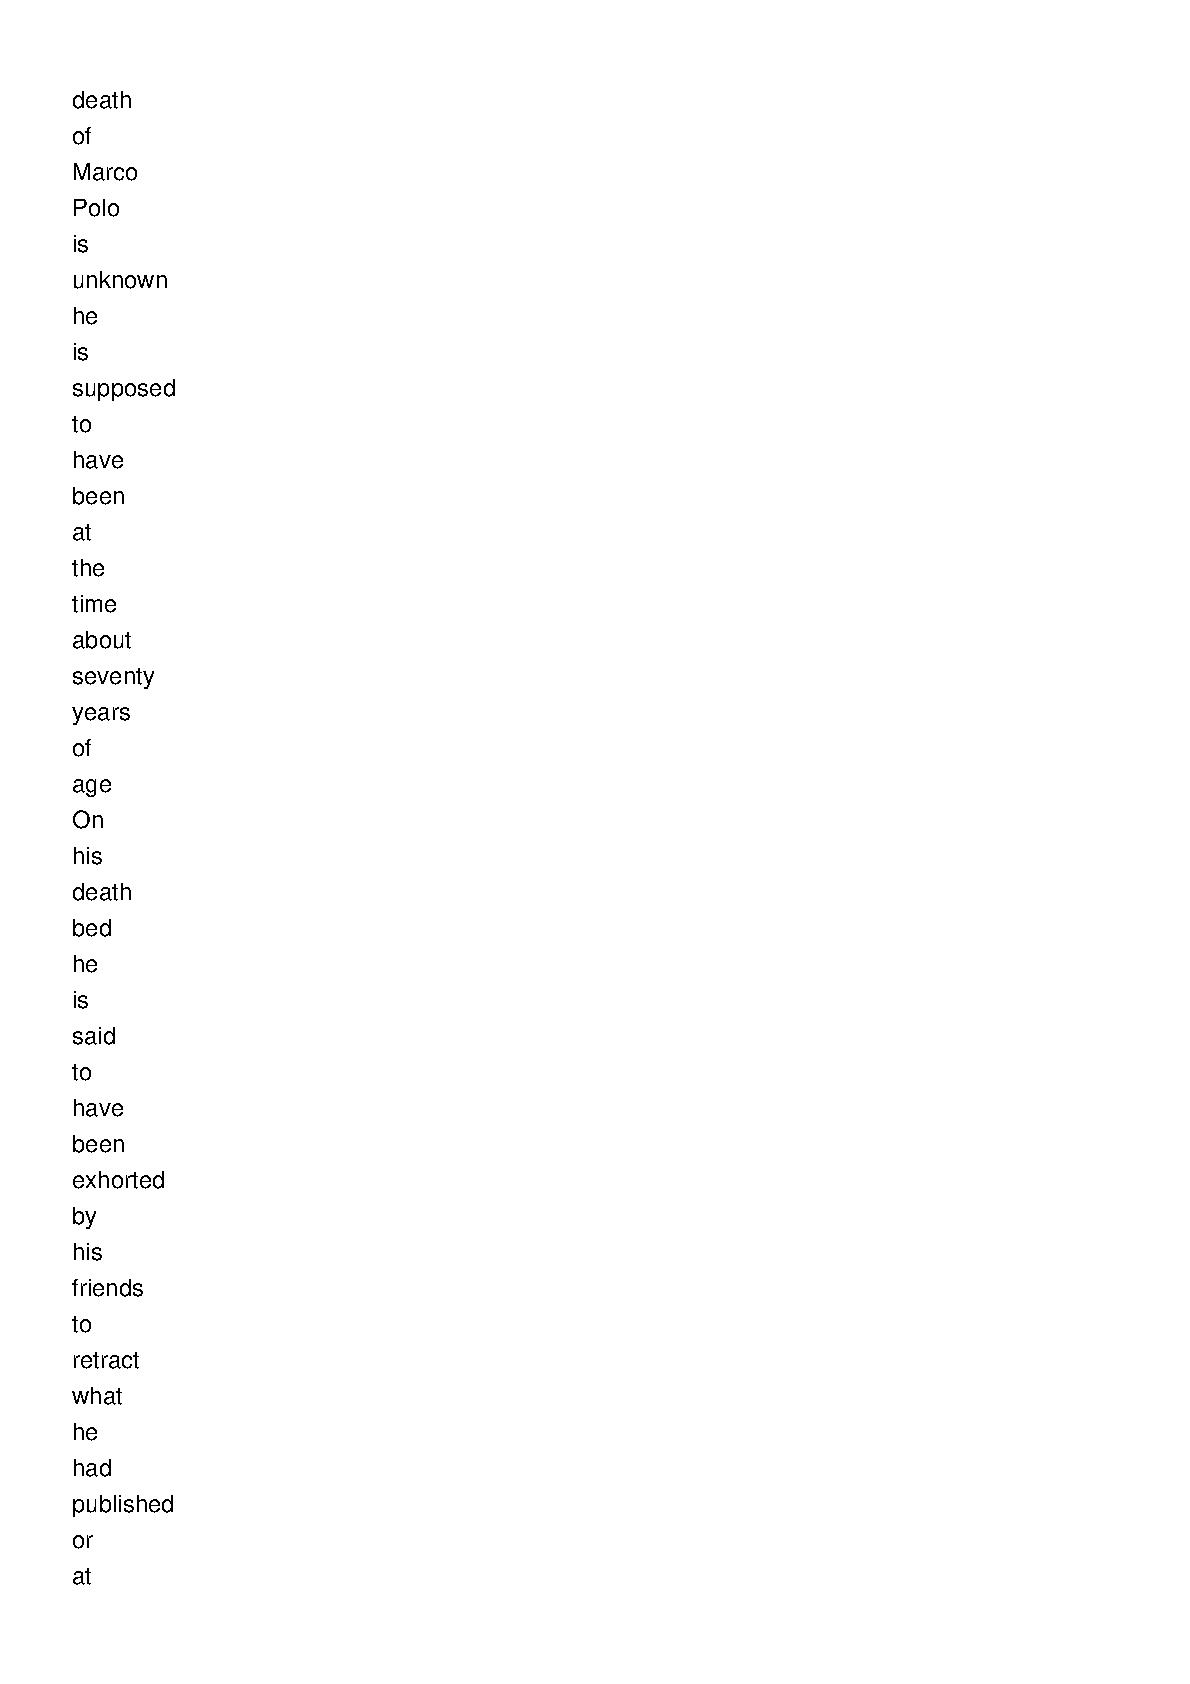 death
of
Marco
Polo
is
unknown
he
is
supposed
to
have
been
at
the
time
about
seventy
years
of
age
On
his
death
bed
he
is
said
to
have
been
exhorted
by
his
friends
to
retract
what
he
had
published
or
at